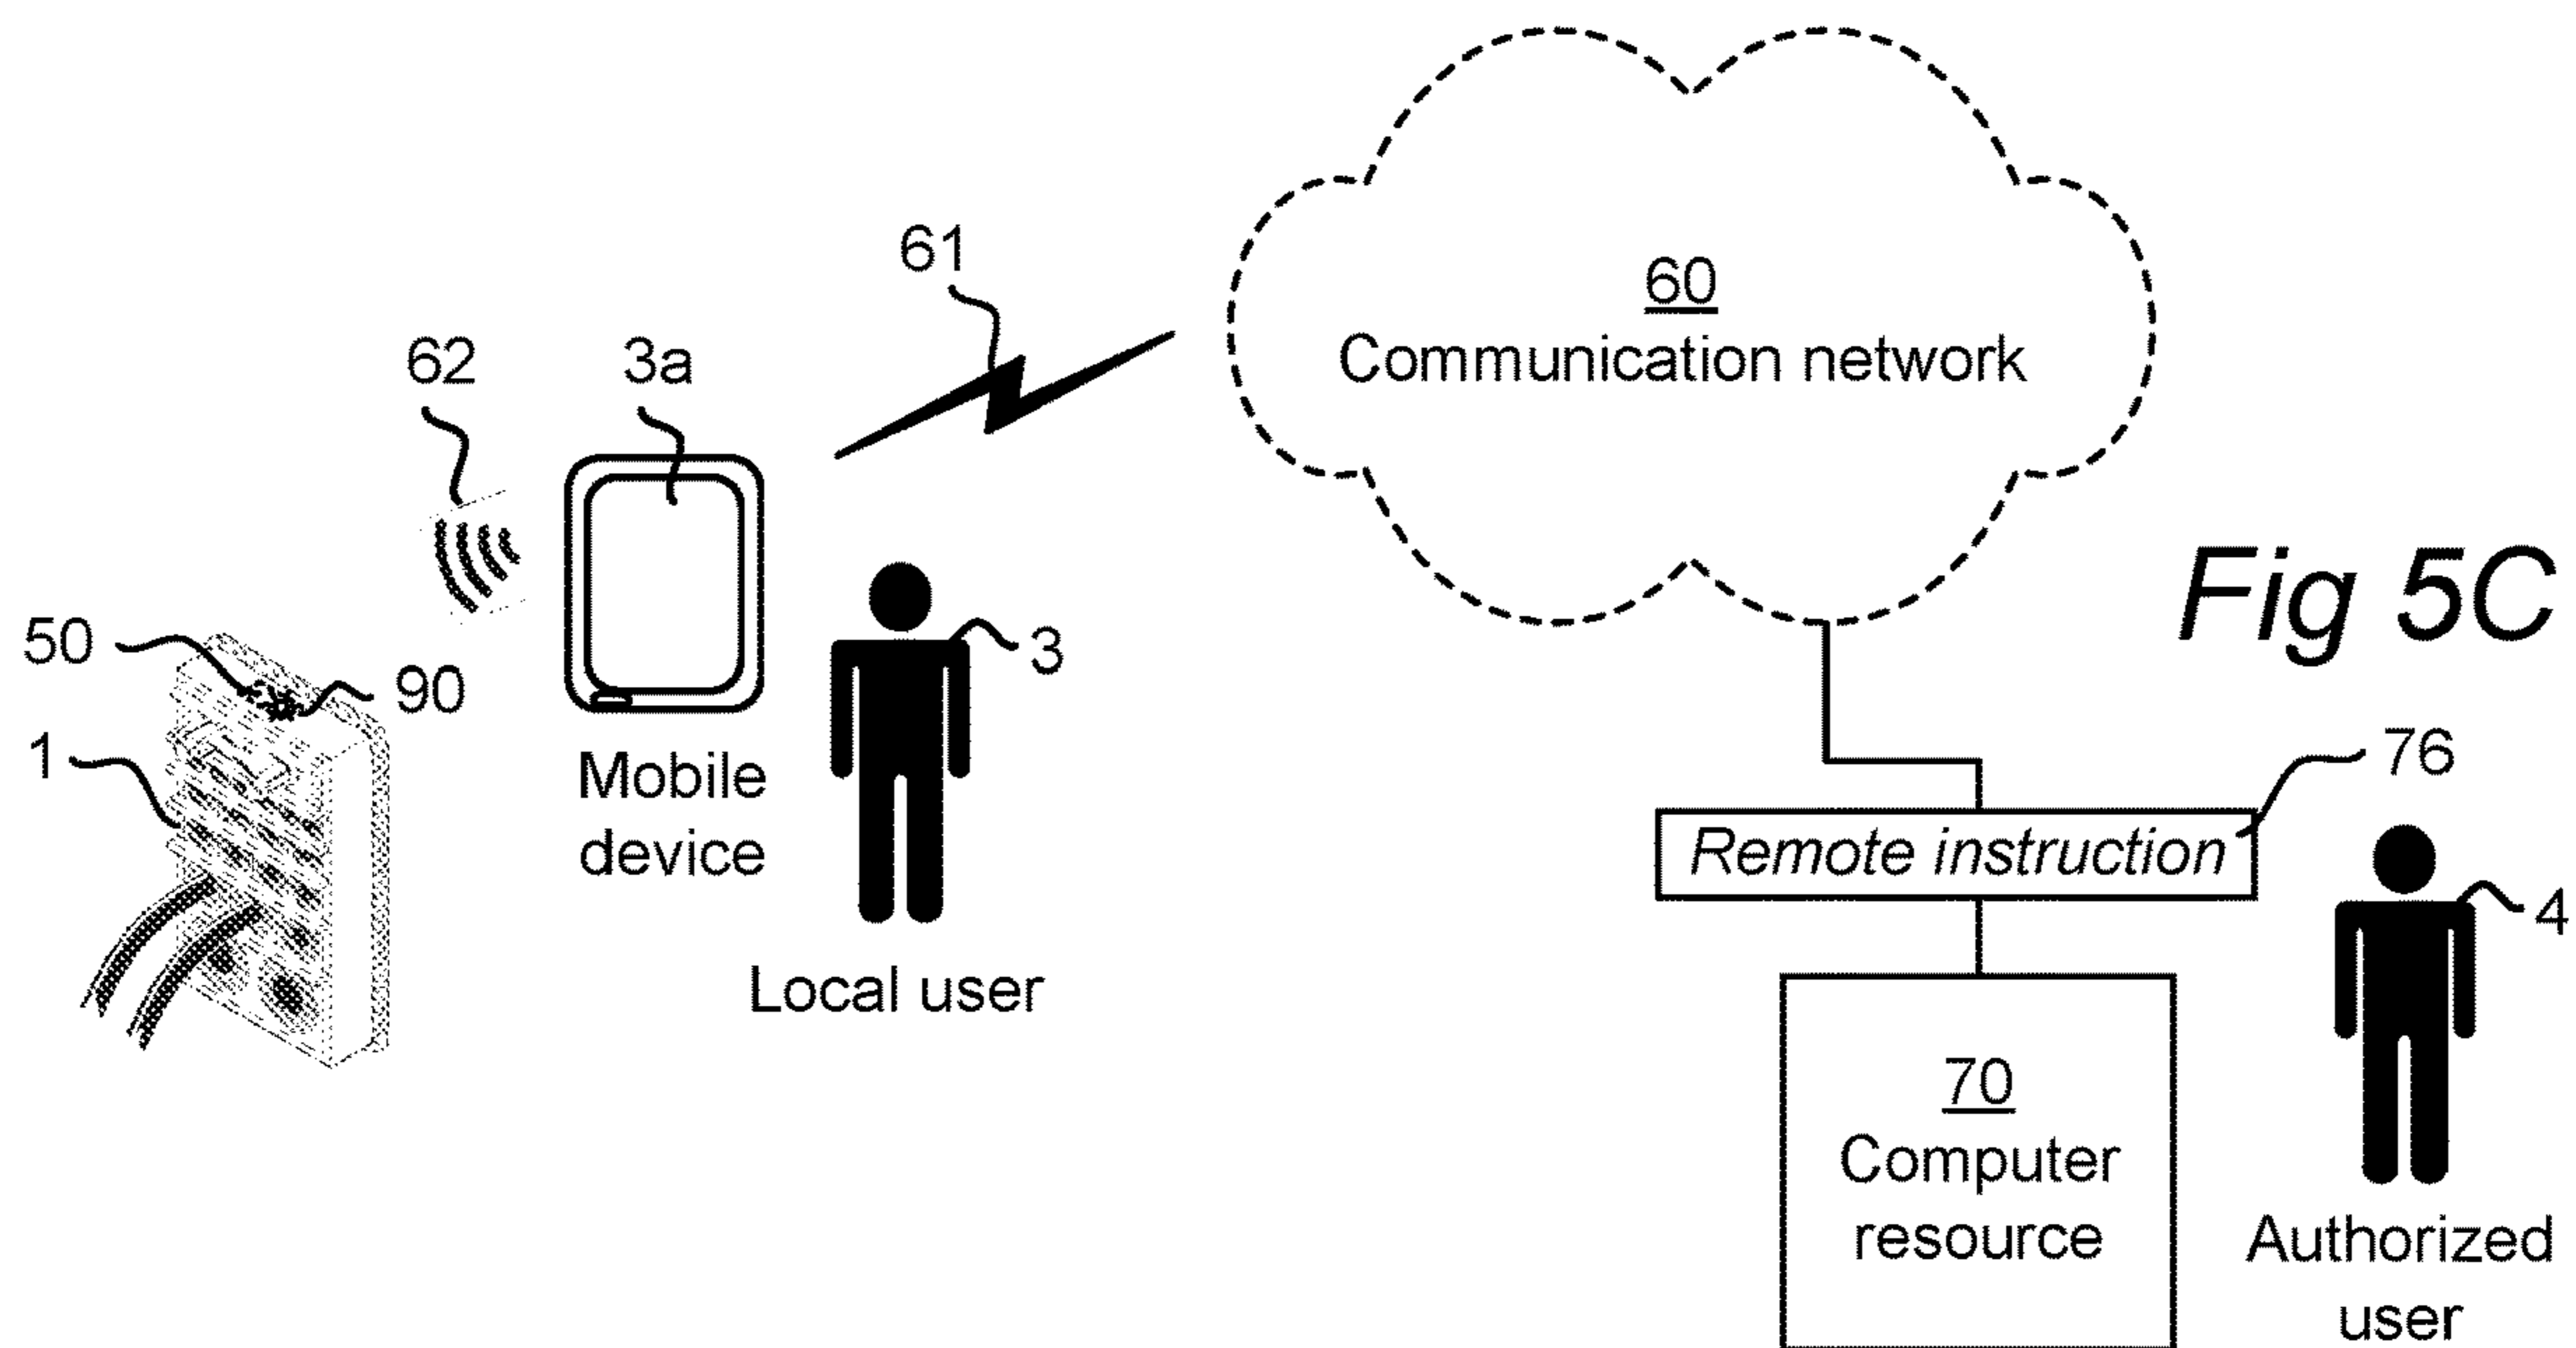 60
Communication network
61
62
3a
Fig 5C
50
90
3
1
Mobile
device
76
Remote instruction
4
Local user
70
Computer
resource
Authorized
user